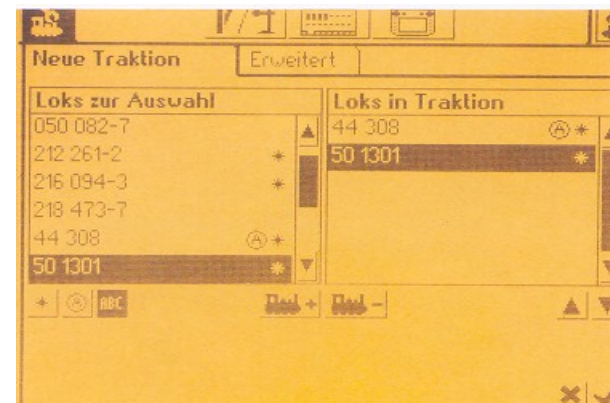 Neue Traktion
Erweitert
Loks zur Auswahl
050 082-7
212 261-2
216 094-3
218 473-7
44 308 A
50 1301
A ABC
Loks in Traktion
44 308 A
50 1301